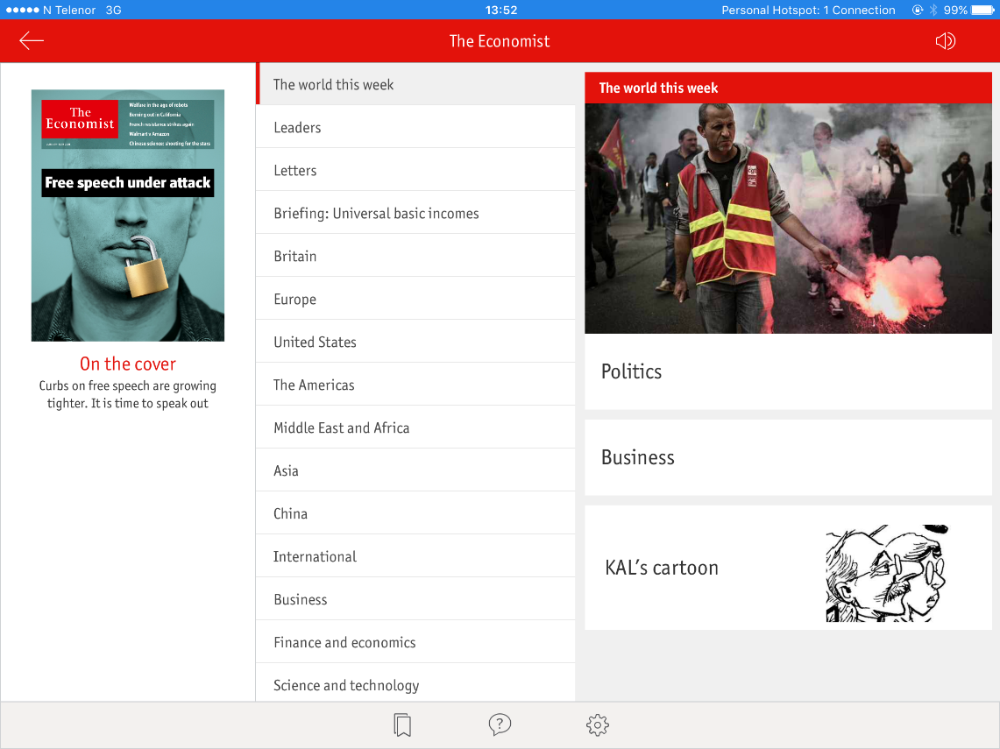 N Telenor 3G 13:52 Personal Hotspot: 1 Connection 99%
The Economist
The
Economist
Welfare in the age of robots
Burning out in California
French resistance strikes again
Walmart v Amazon
Chinese science: shooting for the stars
Free speech under attack
On the cover
Curbs on free speech are growing
tighter. It is time to speak out
The world this week
Leaders
Letters
Briefing: Universal basic incomes
Britain
Europe
United States
The Americas
Middle East and Africa
Asia
China
International
Business
Finance and economics
Science and technology
The world this week
Politics
Business
KAL's cartoon
?